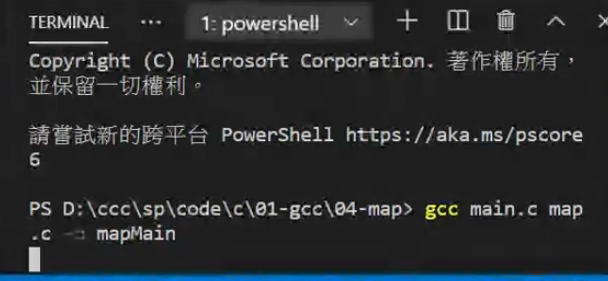 TERMINAL ··· 1: powershell
Copyright (C) Microsoft Corporation. 著作權所有，
並保留一切權利。
請嘗試新的跨平台 PowerShell https://aka.ms/pscore
6
PS D:\ccc\sp\code\c\01-gcc\04-map> gcc main.c map
.c -o mapMain